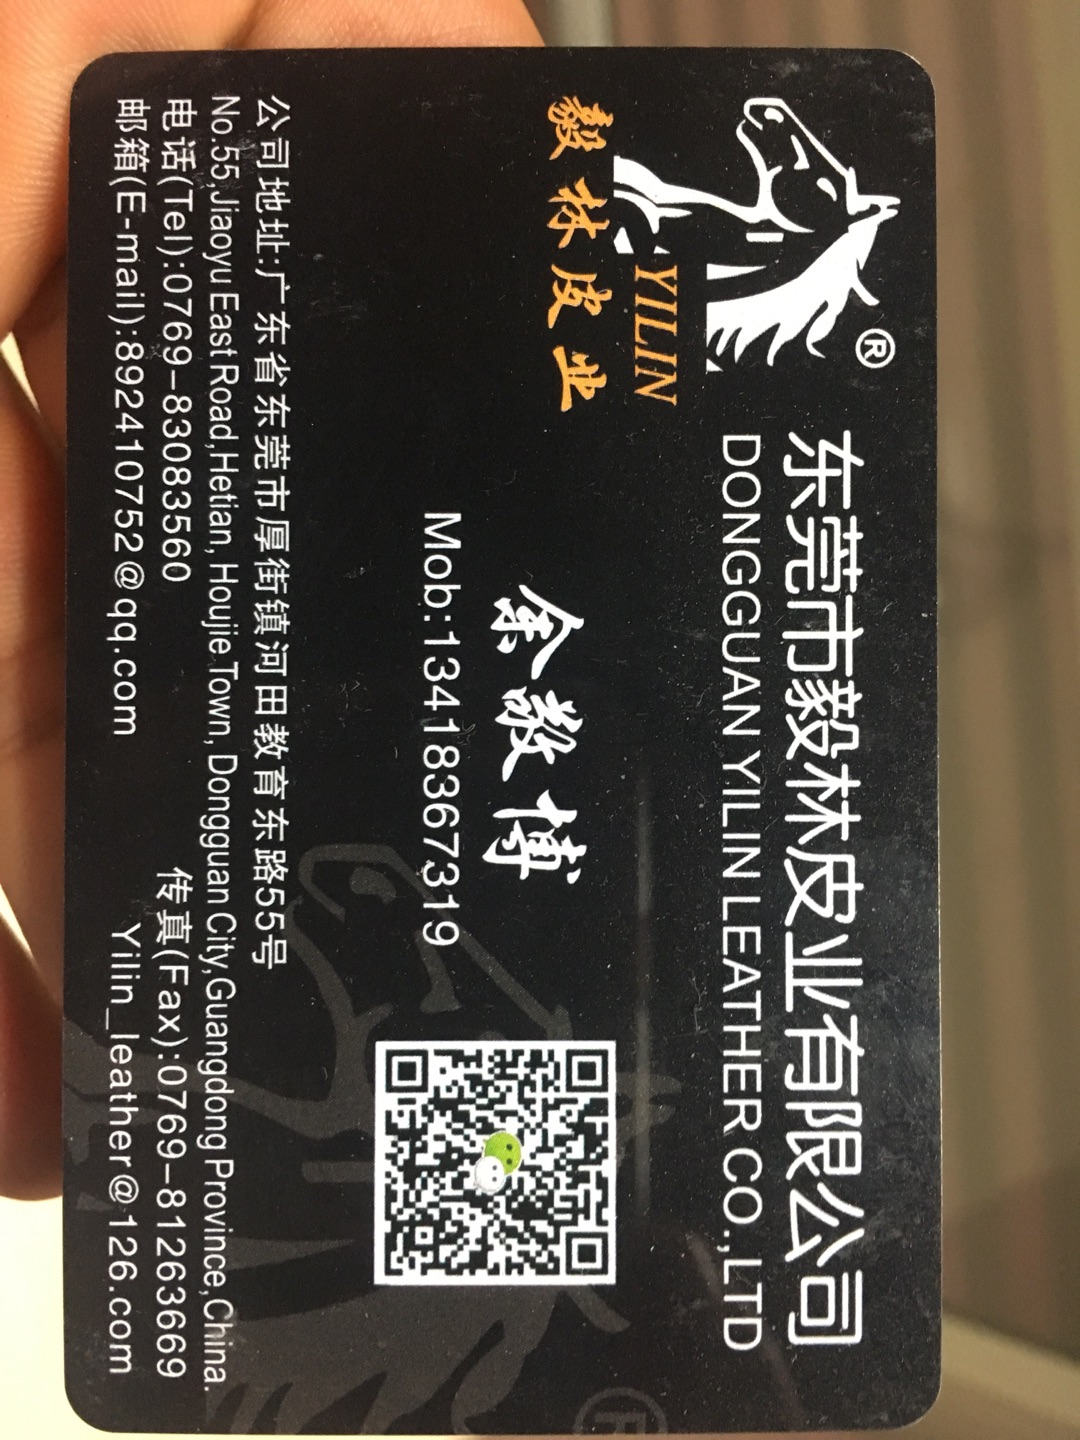 ®
YILIN
毅林皮业
东莞市毅林皮业有限公司
DONGGUAN YILIN LEATHER CO.,LTD
余敬博
Mob:13418367319
公司地址:广东省东莞市厚街镇河田教育东路55号
No.55,Jiaoyu East Road,Hetian, Houjie Town, Dongguan City,Guangdong Province,China.
电话(Tel):0769-83083560 传真(Fax):0769-81263669
邮箱(E-mail):892410752@qq.com Yilin_leather@126.com
®